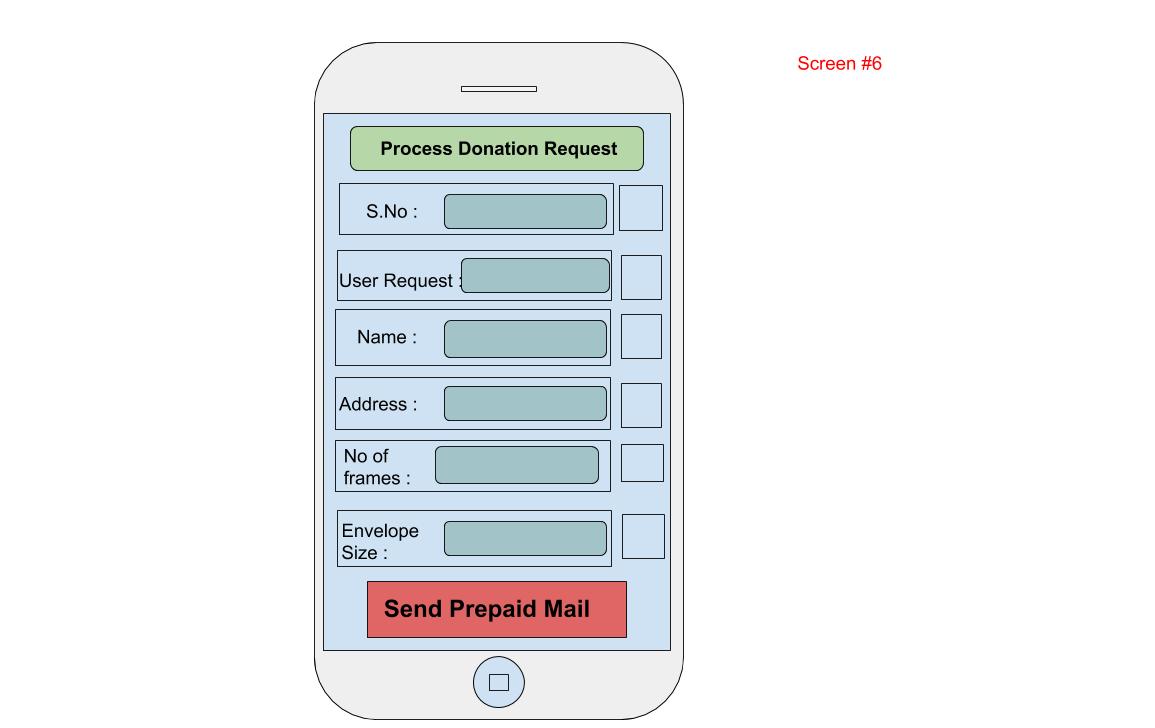 Screen #6
Process Donation Request
S.No :
User Request :
Name :
Address :
No of
frames :
Envelope
Size :
Send Prepaid Mail